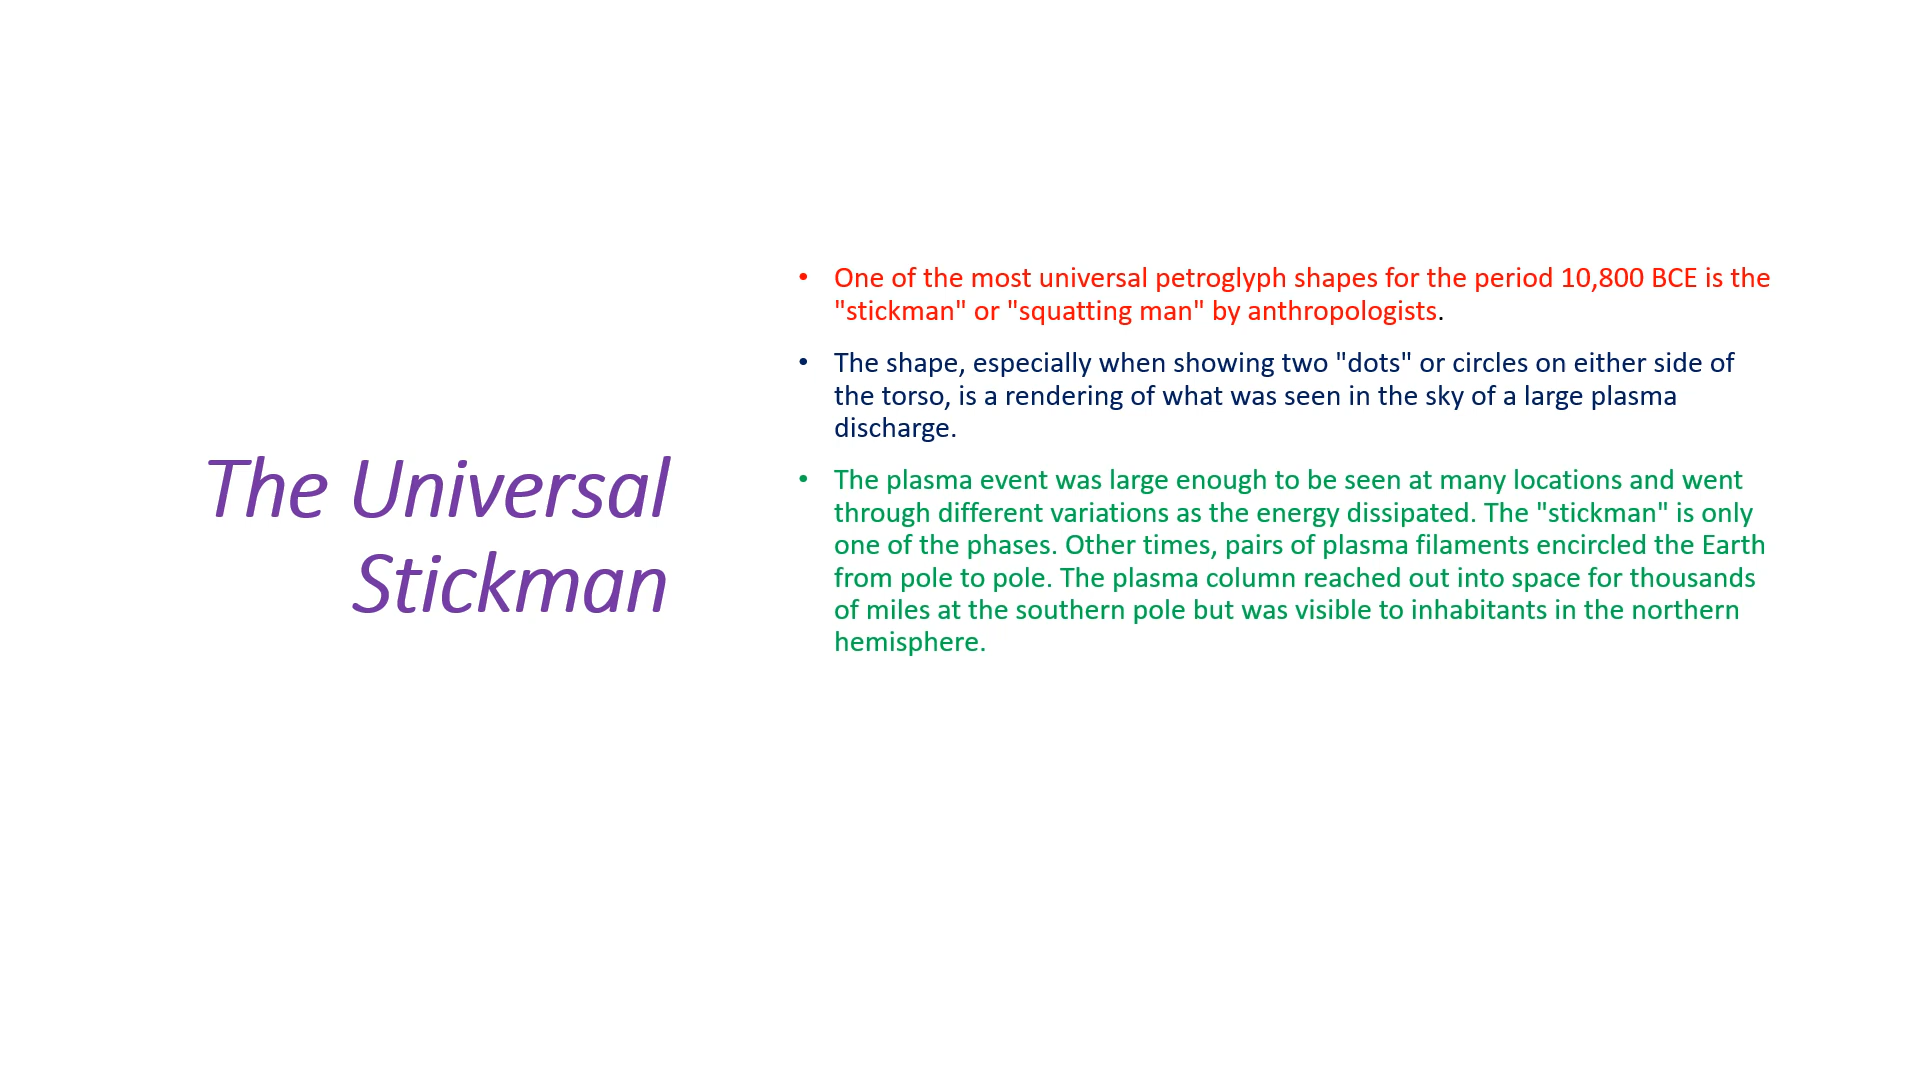 The Universal
Stickman
• One of the most universal petroglyph shapes for the period 10,800 BCE is the
"stickman" or "squatting man" by anthropologists.
• The shape, especially when showing two "dots" or circles on either side of
the torso, is a rendering of what was seen in the sky of a large plasma
discharge.
• The plasma event was large enough to be seen at many locations and went
through different variations as the energy dissipated. The "stickman" is only
one of the phases. Other times, pairs of plasma filaments encircled the Earth
from pole to pole. The plasma column reached out into space for thousands
of miles at the southern pole but was visible to inhabitants in the northern
hemisphere.